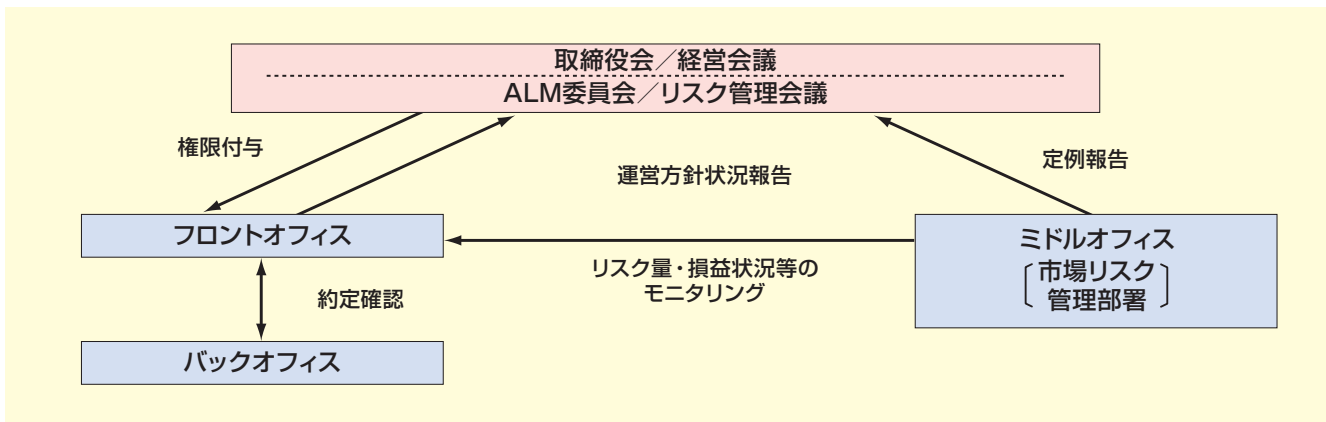 取締役会／経営会議
ALM委員会／リスク管理会議
権限付与
運営方針状況報告
定例報告
フロントオフィス
リスク量・損益状況等の
モニタリング
ミドルオフィス
〔市場リスク
管理部署〕
約定確認
バックオフィス